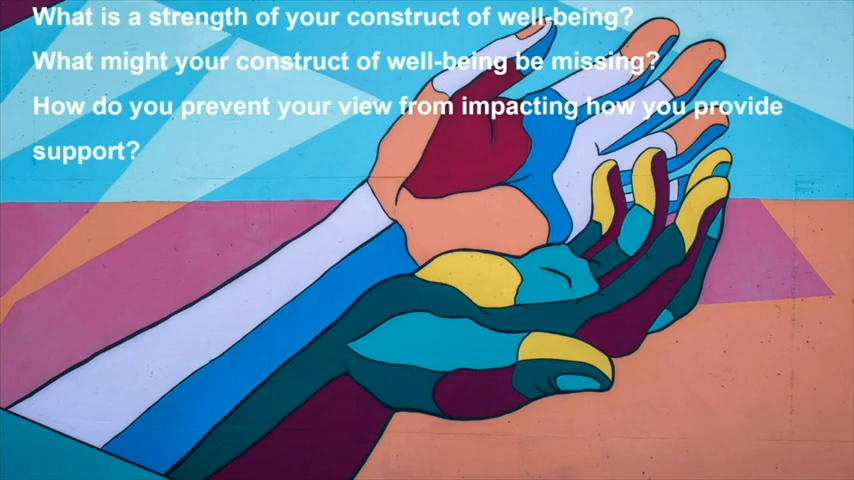 What is a strength of your construct of well-being?
What might your construct of well-being be missing?
How do you prevent your view from impacting how you provide
support?